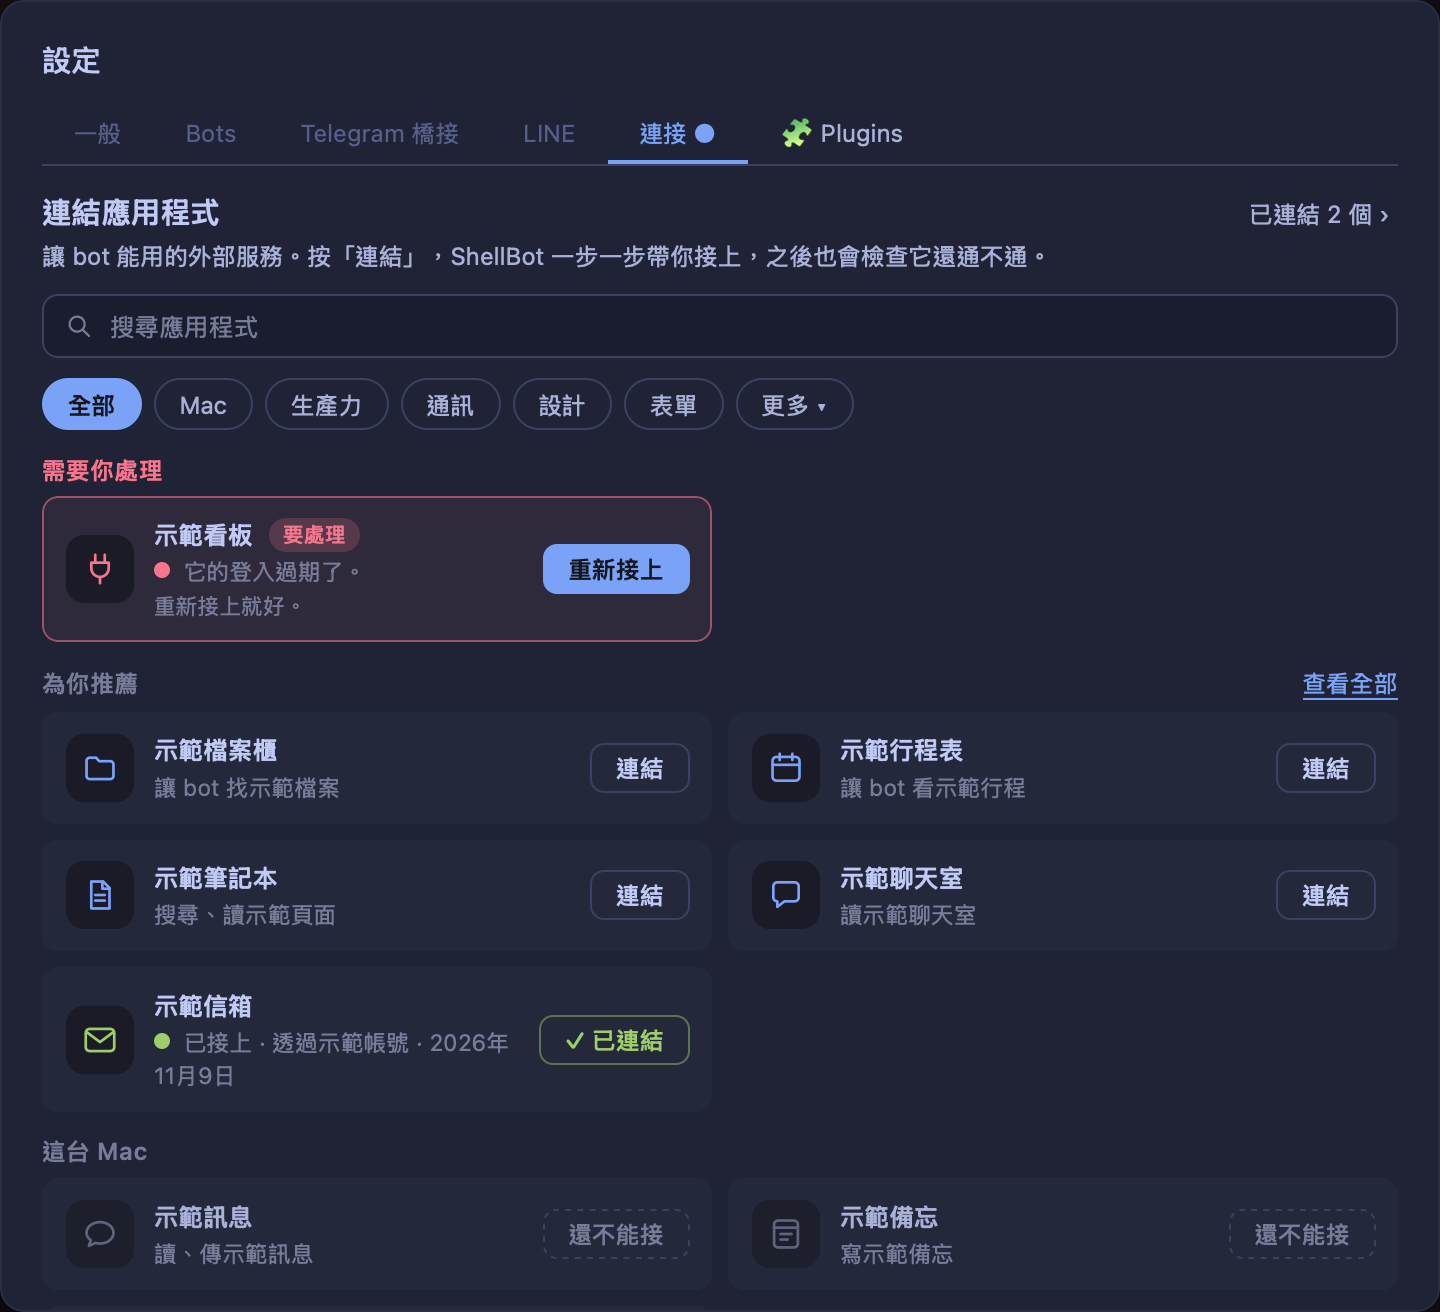 設定
一般 Bots Telegram 橋接 LINE 連接 Plugins
連結應用程式
已連結 2 個 ›
讓 bot 能用的外部服務。按「連結」，ShellBot 一步一步帶你接上，之後也會檢查它還通不通。
搜尋應用程式
全部 Mac 生產力 通訊 設計 表單 更多 ▾
需要你處理
示範看板 要處理
它的登入過期了。
重新接上就好。
重新接上
為你推薦
查看全部
示範檔案櫃
讓 bot 找示範檔案
連結
示範行程表
讓 bot 看示範行程
連結
示範筆記本
搜尋、讀示範頁面
連結
示範聊天室
讀示範聊天室
連結
示範信箱
已接上 · 透過示範帳號 · 2026年
11月9日
✓ 已連結
這台 Mac
示範訊息
讀、傳示範訊息
還不能接
示範備忘
寫示範備忘
還不能接